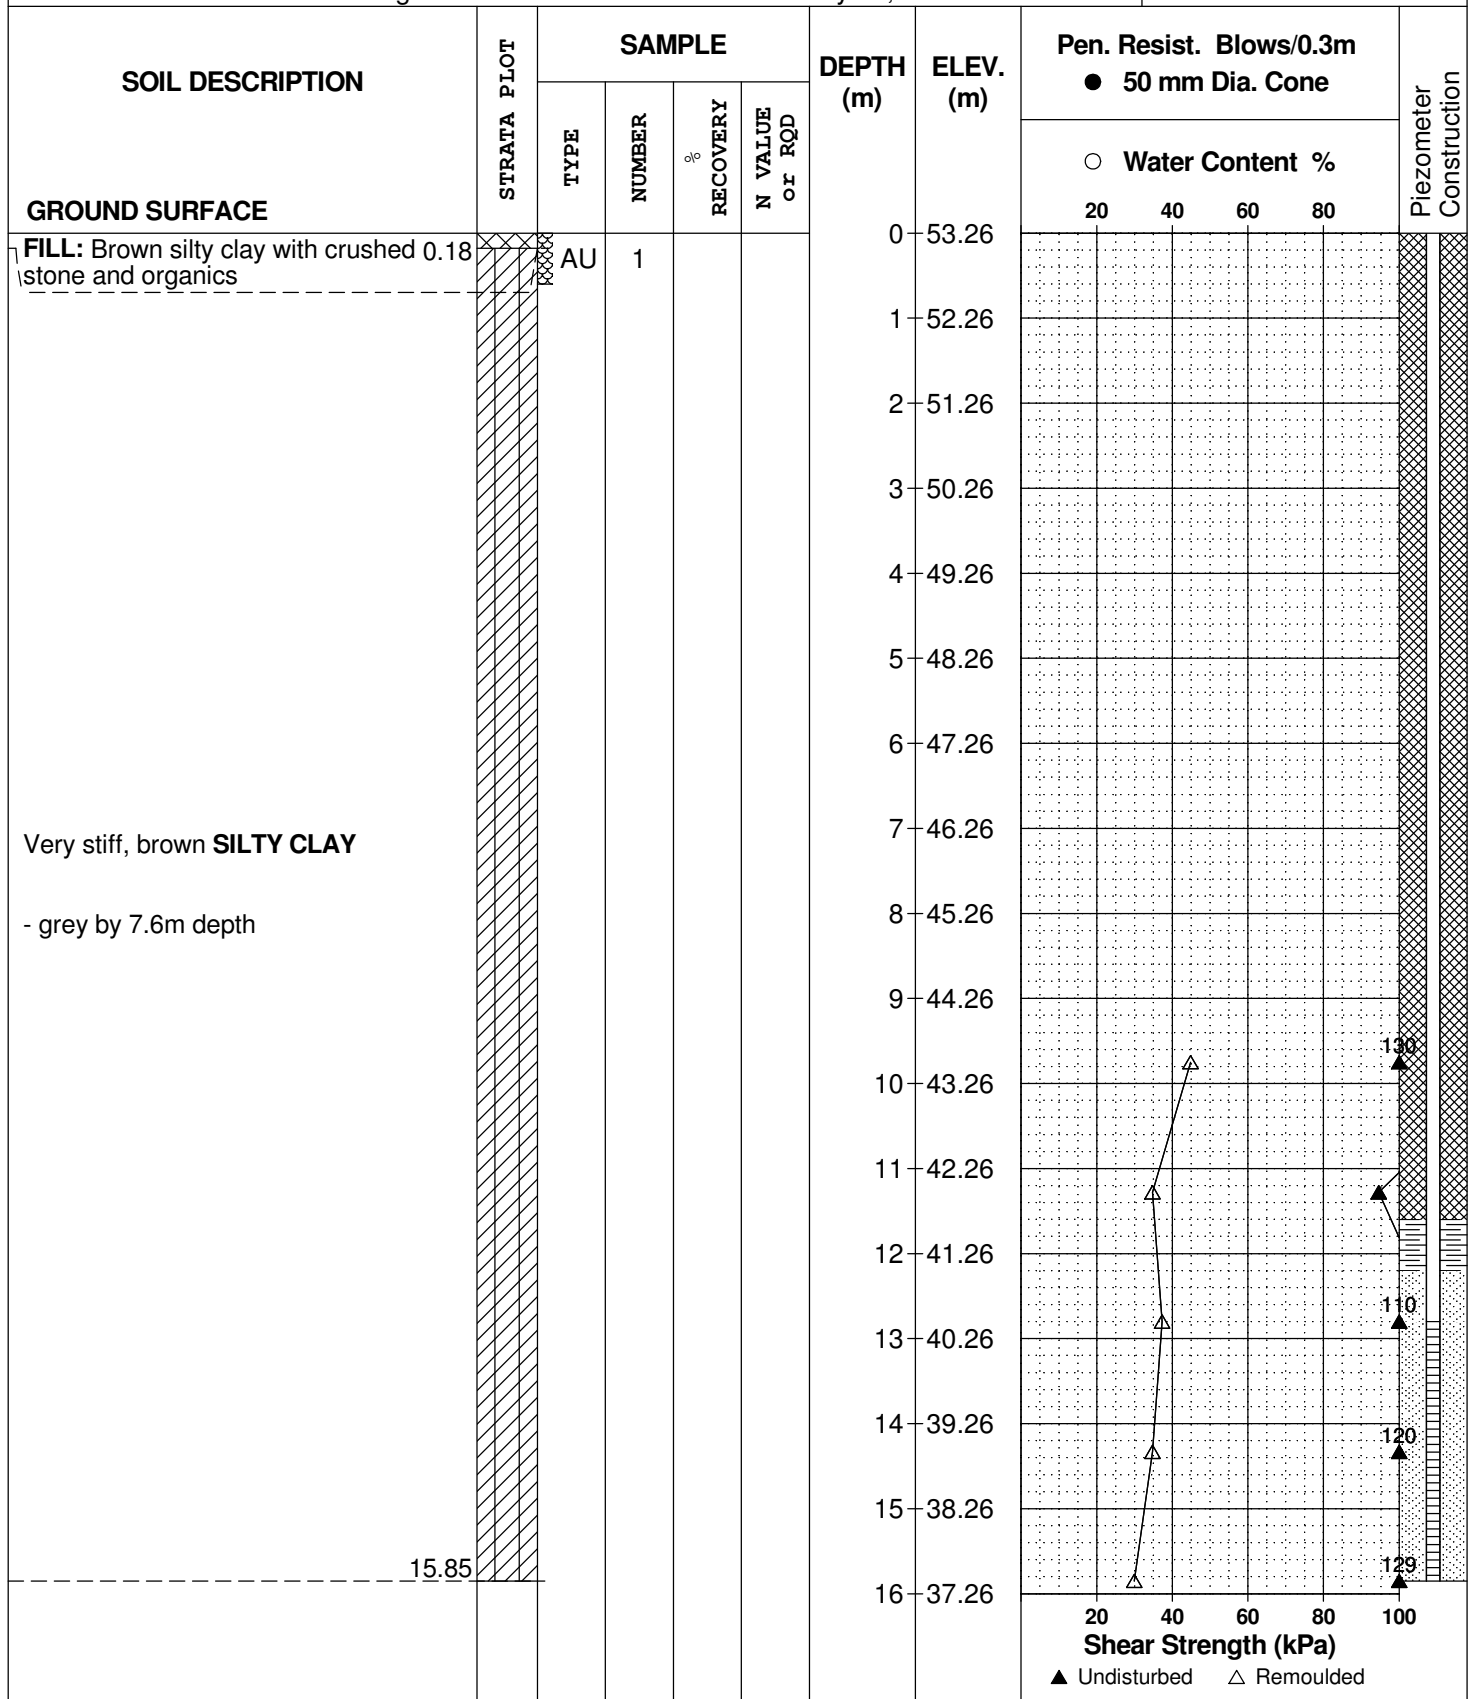 SOIL DESCRIPTION
STRATA PLOT
SAMPLE
TYPE
NUMBER
%
RECOVERY
N VALUE
or RQD
DEPTH
(m)
ELEV.
(m)
Pen. Resist. Blows/0.3m
● 50 mm Dia. Cone
○ Water Content %
Piezometer
Construction
GROUND SURFACE
20 40 60 80
0 53.26
FILL: Brown silty clay with crushed 0.18
stone and organics
AU 1
1 52.26
2 51.26
3 50.26
4 49.26
5 48.26
6 47.26
7 46.26
Very stiff, brown SILTY CLAY
8 45.26
- grey by 7.6m depth
9 44.26
130
10 43.26
11 42.26
12 41.26
110
13 40.26
14 39.26
120
15 38.26
15.85
129
16 37.26
20 40 60 80 100
Shear Strength (kPa)
▲ Undisturbed △ Remoulded